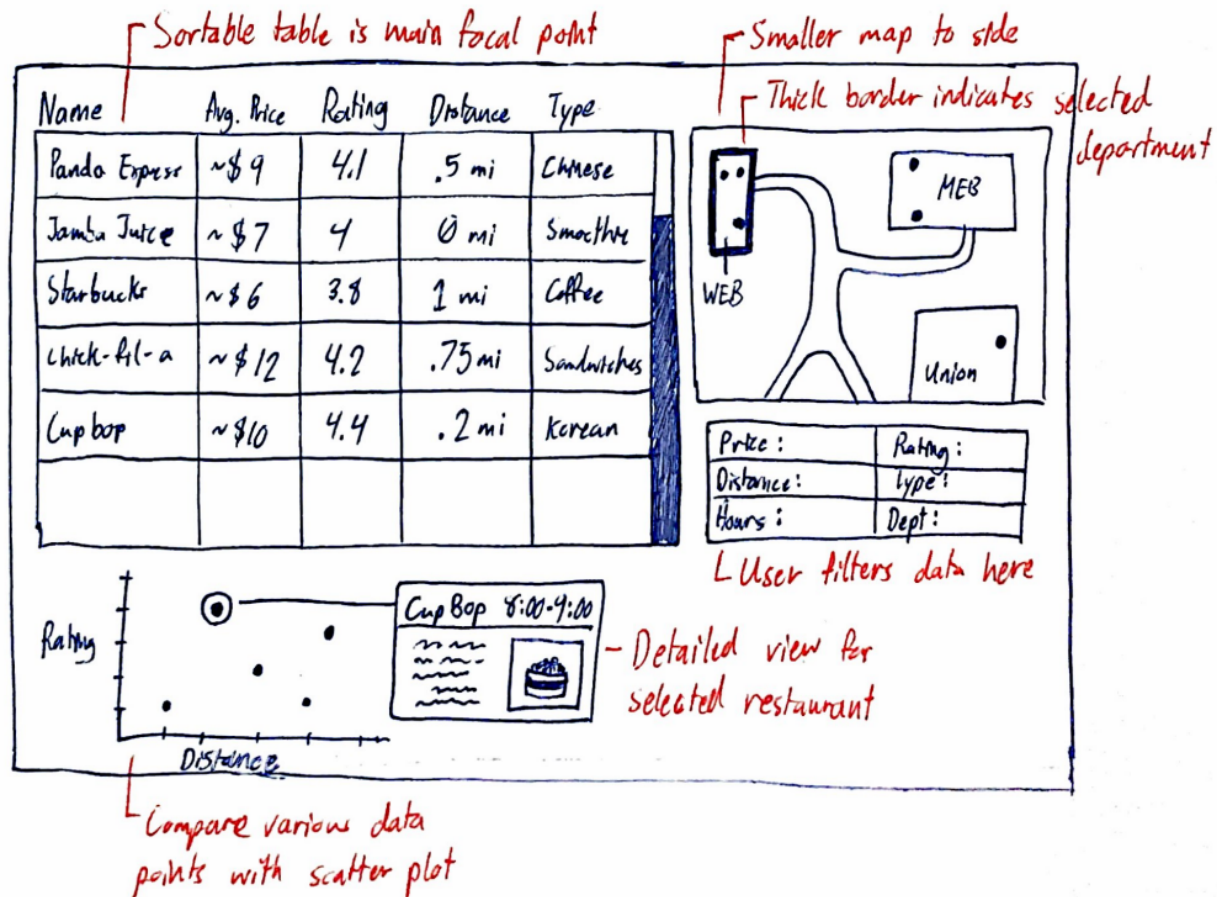 Sortable table is main focal point
Smaller map to side
Thick border indicates selected
department
Name Avg. Price Rating Distance Type
Panda Express ~$9 4.1 .5 mi Chinese
Jamba Juice ~$7 4 0 mi Smoothie
Starbucks ~$6 3.8 1 mi Coffee
Chick-fil-a ~$12 4.2 .75 mi Sandwiches
Cupbop ~$10 4.4 .2 mi Korean
MEB
WEB
Union
Price: Rating:
Distance: Type:
Hours: Dept:
User filters data here
Rating
Distance
Cup Bop 8:00-9:00
Detailed view for
selected restaurant
Compare various data
points with scatter plot